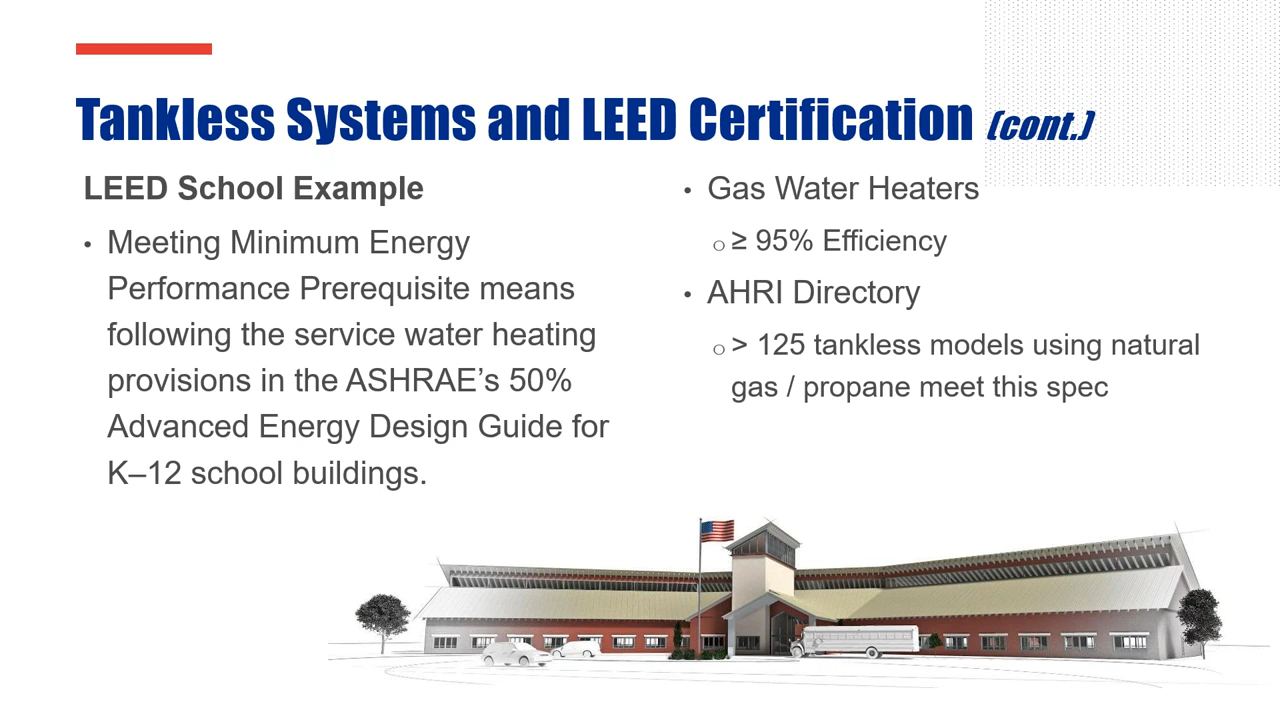 Tankless Systems and LEED Certification (cont.)
LEED School Example
• Meeting Minimum Energy
Performance Prerequisite means
following the service water heating
provisions in the ASHRAE’s 50%
Advanced Energy Design Guide for
K–12 school buildings.
• Gas Water Heaters
○ ≥ 95% Efficiency
• AHRI Directory
○ > 125 tankless models using natural
gas / propane meet this spec